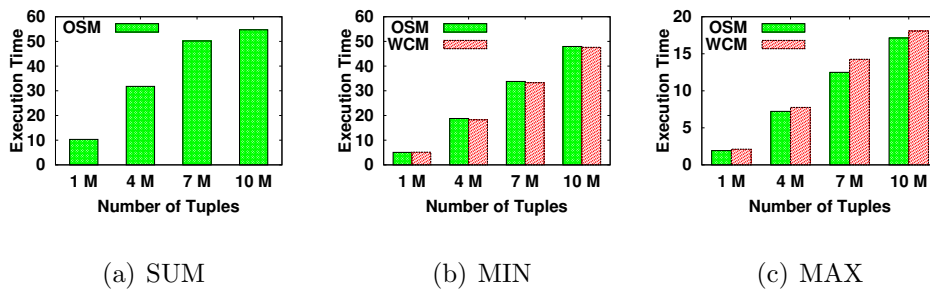 60
50
40
30
20
10
0
Execution Time
OSM
1 M 4 M 7 M 10 M
Number of Tuples
(a) SUM
60
50
40
30
20
10
0
Execution Time
OSM
WCM
1 M 4 M 7 M 10 M
Number of Tuples
(b) MIN
20
15
10
5
0
Execution Time
OSM
WCM
1 M 4 M 7 M 10 M
Number of Tuples
(c) MAX